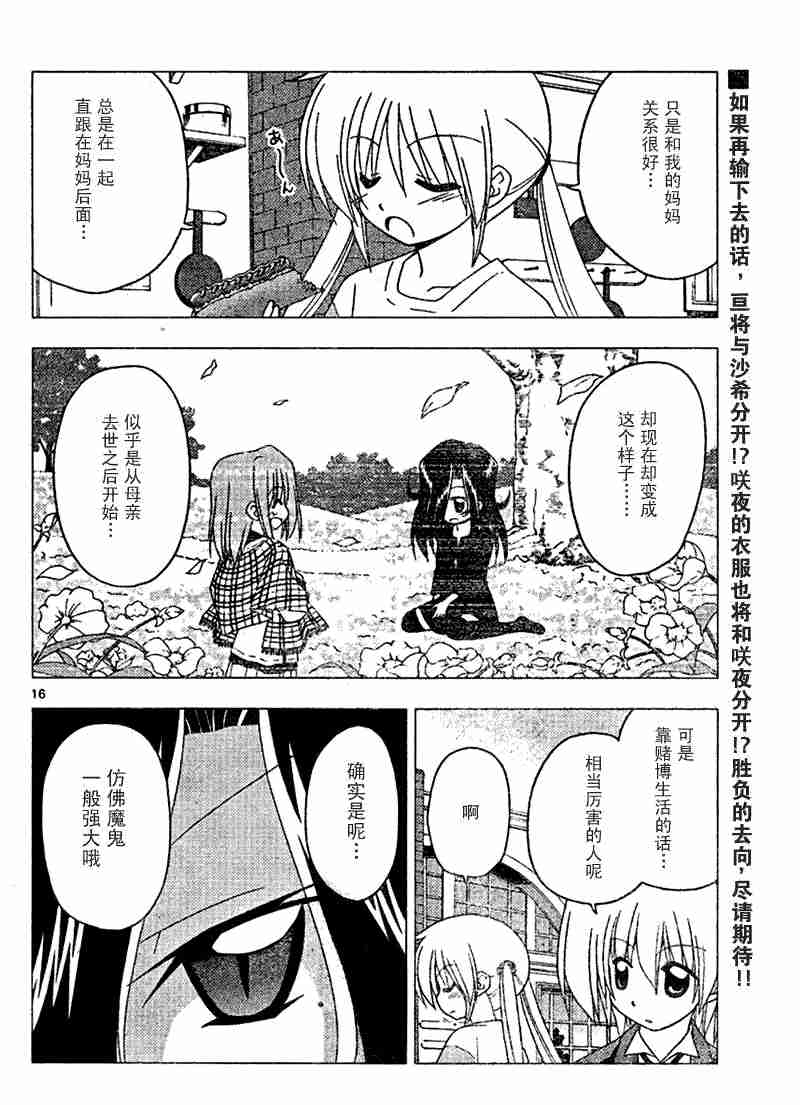 只是和我的妈妈
关系很好…
あ〜ん
总是在一起
直跟在妈妈后面…
却现在却变成
这个样子……
似乎是从母亲
去世之后开始…
16
可是
靠赌博生活的话…
相当厉害的人呢
啊
确实是呢…
仿佛魔鬼
一般强大哦
■如果再输下去的话，亘将与沙希分开!?咲夜的衣服也将和咲夜分开!?胜负的去向，尽请期待!!